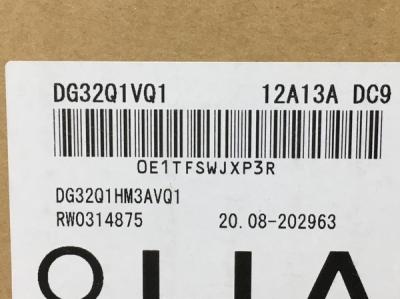 DG32Q1VQ1 12A13A DC9
OE1TFSWJXP3R
DG32Q1HM3AVQ1
RW0314875 20.08-202963